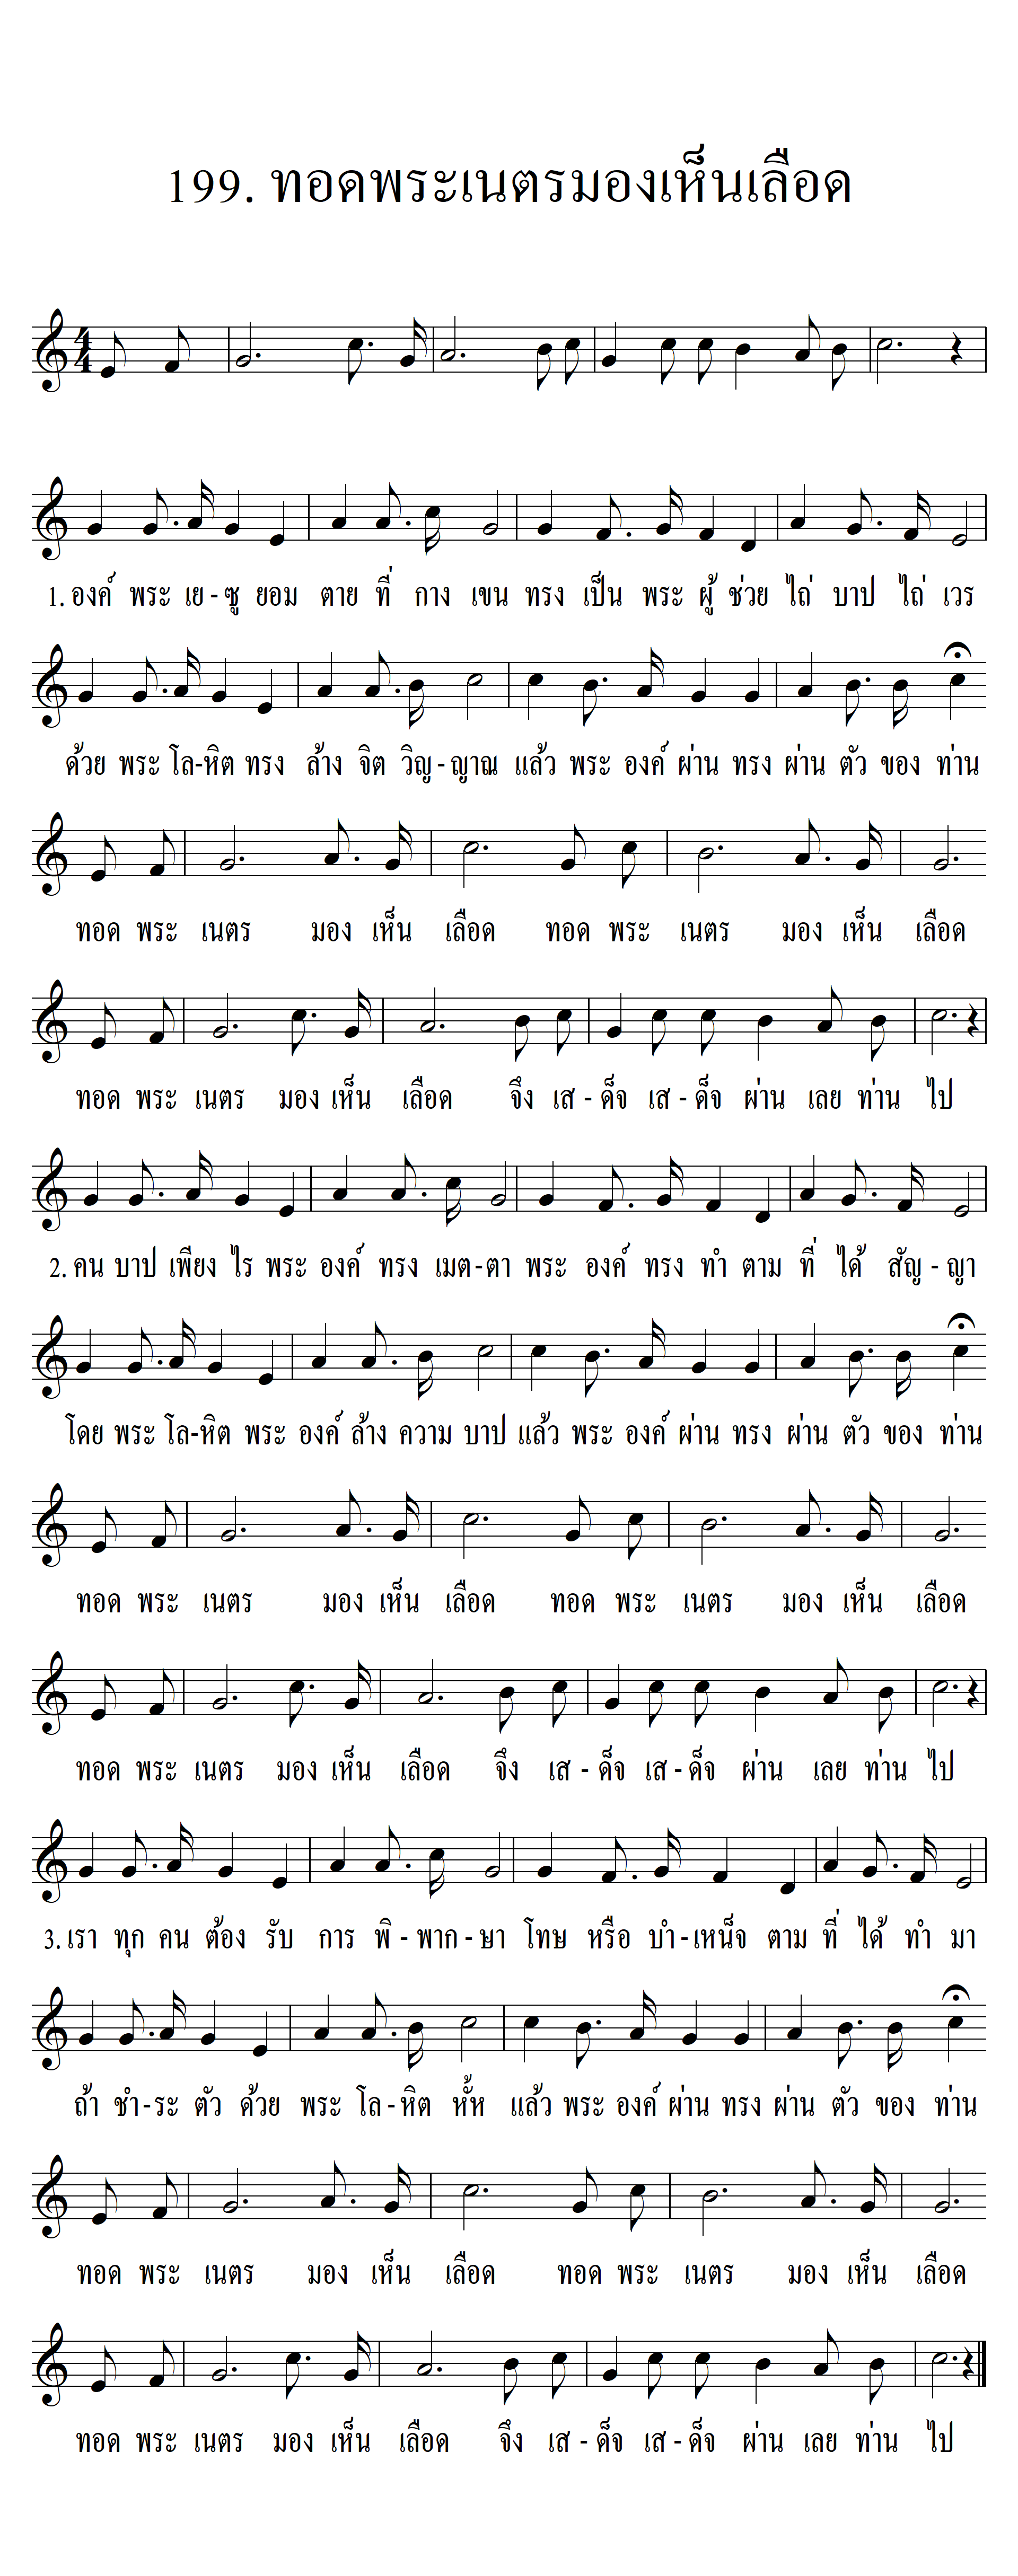 199. ทอดพระเนตรมองเห็นเลือด
1. องค์ พระ เย - ซู ยอม ตาย ที่ กาง เขน ทรง เป็น พระ ผู้ ช่วย ไถ่ บาป ไถ่ เวร
ด้วย พระ โล-หิต ทรง ล้าง จิต วิญ - ญาณ แล้ว พระ องค์ ผ่าน ทรง ผ่าน ตัว ของ ท่าน
ทอด พระ เนตร มอง เห็น เลือด ทอด พระ เนตร มอง เห็น เลือด
ทอด พระ เนตร มอง เห็น เลือด จึง เส - ด็จ เส - ด็จ ผ่าน เลย ท่าน ไป
2. คน บาป เพียง ไร พระ องค์ ทรง เมต-ตา พระ องค์ ทรง ทำ ตาม ที่ ได้ สัญ - ญา
โดย พระ โล-หิต พระ องค์ ล้าง ความ บาป แล้ว พระ องค์ ผ่าน ทรง ผ่าน ตัว ของ ท่าน
ทอด พระ เนตร มอง เห็น เลือด ทอด พระ เนตร มอง เห็น เลือด
ทอด พระ เนตร มอง เห็น เลือด จึง เส - ด็จ เส - ด็จ ผ่าน เลย ท่าน ไป
3. เรา ทุก คน ต้อง รับ การ พิ - พาก - ษา โทษ หรือ บำ - เหน็จ ตาม ที่ ได้ ทำ มา
ถ้า ชำ - ระ ตัว ด้วย พระ โล - หิต หั้ห แล้ว พระ องค์ ผ่าน ทรง ผ่าน ตัว ของ ท่าน
ทอด พระ เนตร มอง เห็น เลือด ทอด พระ เนตร มอง เห็น เลือด
ทอด พระ เนตร มอง เห็น เลือด จึง เส - ด็จ เส - ด็จ ผ่าน เลย ท่าน ไป